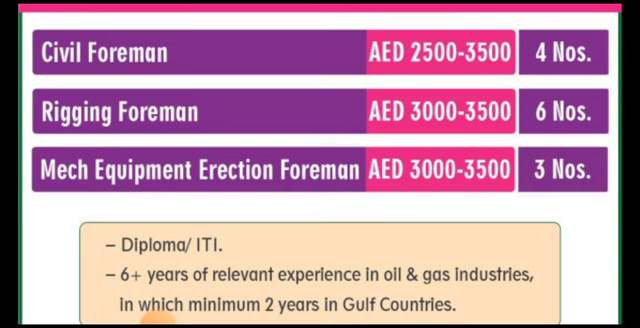 Civil Foreman AED 2500-3500 4 Nos.
Rigging Foreman AED 3000-3500 6 Nos.
Mech Equipment Erection Foreman AED 3000-3500 3 Nos.
– Diploma/ ITI.
– 6+ years of relevant experience in oil & gas industries,
in which minimum 2 years in Gulf Countries.